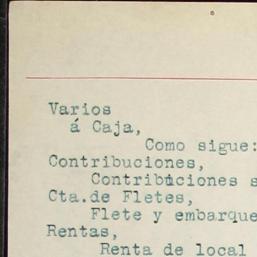 Varios
á Caja,
Como sigue:
Contribuciones,
Contribuciones s
Cta.de Fletes,
Flete y embarque
Rentas,
Renta de local